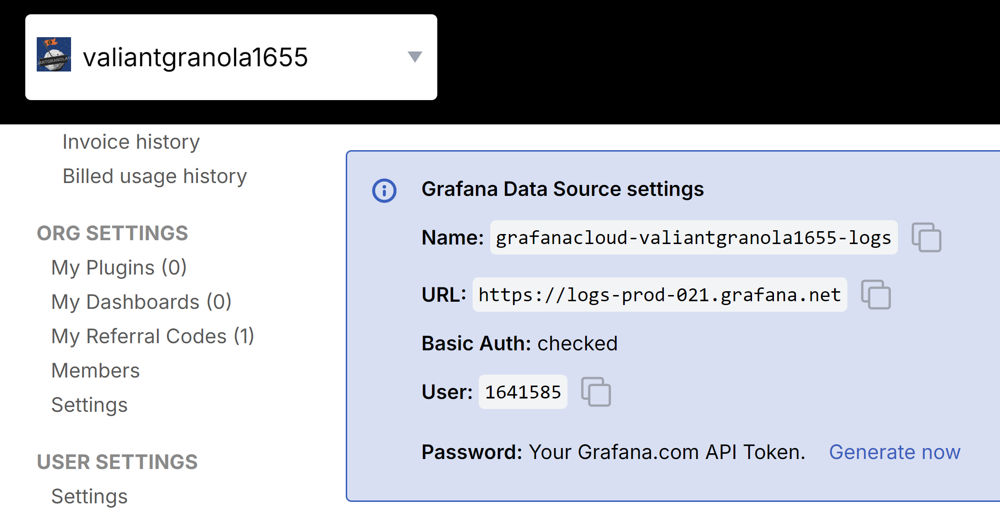 valiantgranola1655
Invoice history
Billed usage history
ORG SETTINGS
My Plugins (0)
My Dashboards (0)
My Referral Codes (1)
Members
Settings
USER SETTINGS
Settings
Grafana Data Source settings
Name: grafanacloud-valiantgranola1655-logs
URL: https://logs-prod-021.grafana.net
Basic Auth: checked
User: 1641585
Password: Your Grafana.com API Token. Generate now